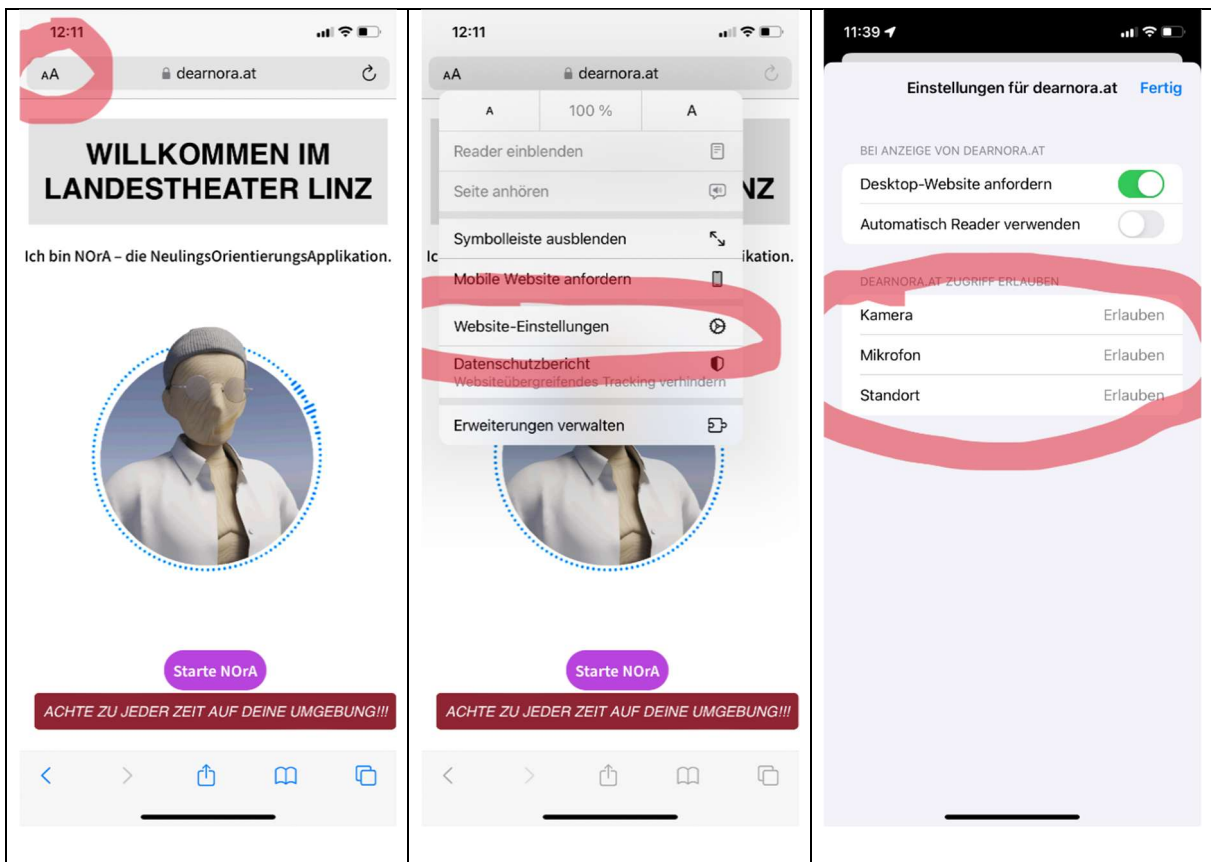 12:11
AA
dearnora.at
WILLKOMMEN IM
LANDESTHEATER LINZ
Ich bin NOrA – die NeulingsOrientierungsApplikation.
Starte NOrA
ACHTE ZU JEDER ZEIT AUF DEINE UMGEBUNG!!!
12:11
AA
dearnora.at
A
100 %
A
Reader einblenden
Seite anhören
NZ
Symbolleiste ausblenden
Ic
ikation.
Mobile Website anfordern
Website-Einstellungen
Datenschutzbericht
Websiteübergreifendes Tracking verhindern
Erweiterungen verwalten
Starte NOrA
ACHTE ZU JEDER ZEIT AUF DEINE UMGEBUNG!!!
11:39
Einstellungen für dearnora.at Fertig
BEI ANZEIGE VON DEARNORA.AT
Desktop-Website anfordern
Automatisch Reader verwenden
DEARNORA.AT ZUGRIFF ERLAUBEN
Kamera Erlauben
Mikrofon Erlauben
Standort Erlauben